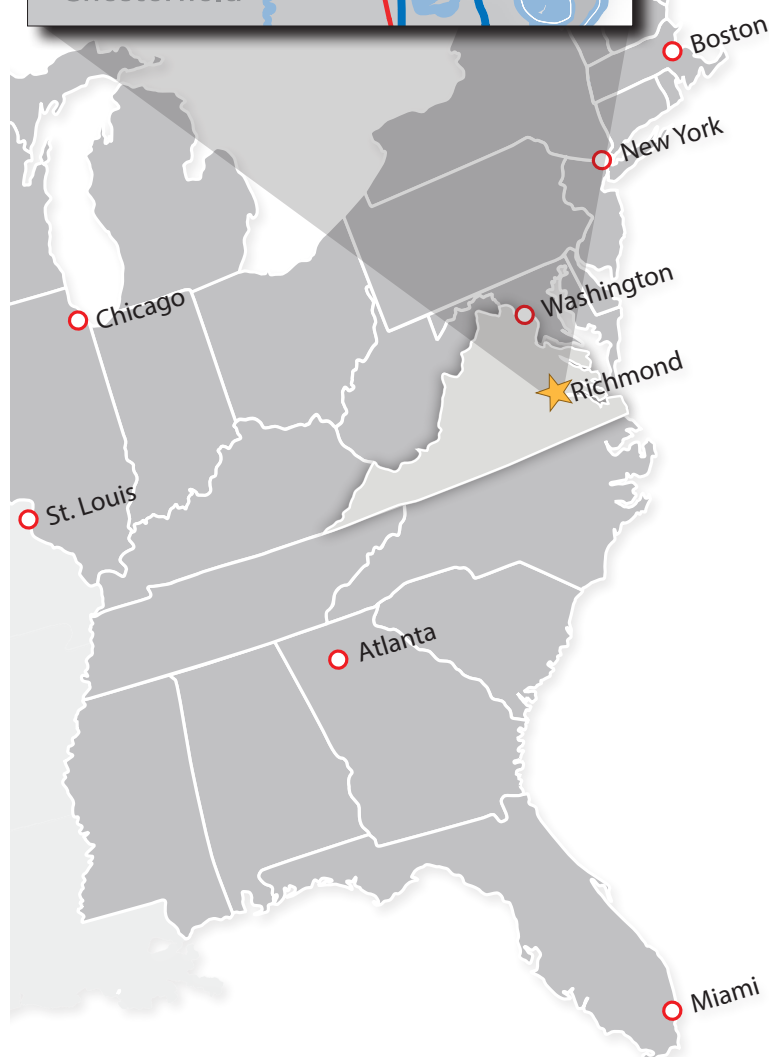 Boston
New York
Washington
Chicago
Richmond
St. Louis
Atlanta
Miami